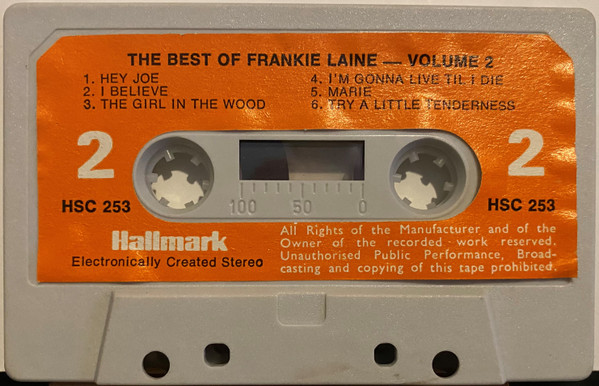 THE BEST OF FRANKIE LAINE — VOLUME 2
1. HEY JOE
2. I BELIEVE
3. THE GIRL IN THE WOOD
4. I'M GONNA LIVE TIL I DIE
5. MARIE
6. TRY A LITTLE TENDERNESS
2
2
HSC 253
HSC 253
100 50 0
Hallmark
Electronically Created Stereo
All Rights of the Manufacturer and of the
Owner of the recorded work reserved.
Unauthorised Public Performance, Broad-
casting and copying of this tape prohibited.